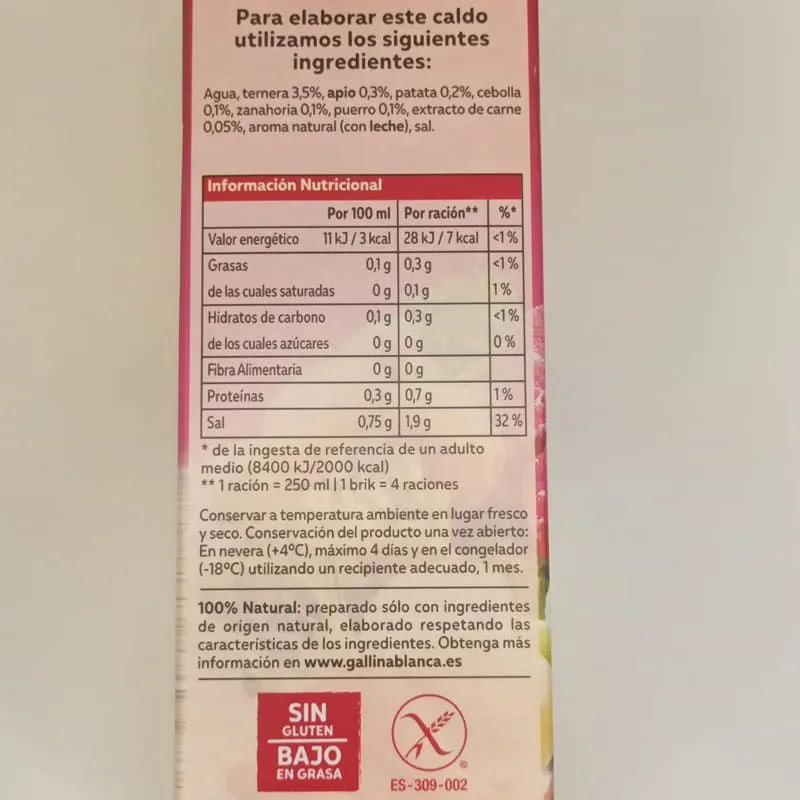 Para elaborar este caldo
utilizamos los siguientes
ingredientes:
Agua, ternera 3,5%, apio 0,3%, patata 0,2%, cebolla
0,1%, zanahoria 0,1%, puerro 0,1%, extracto de carne
0,05%, aroma natural (con leche), sal.
Información Nutricional
Por 100 ml Por ración** %*
Valor energético 11 kJ / 3 kcal 28 kJ / 7 kcal <1%
Grasas 0,1 g 0,3 g <1%
de las cuales saturadas 0 g 0,1 g 1%
Hidratos de carbono 0,1 g 0,3 g <1%
de los cuales azúcares 0 g 0 g 0%
Fibra Alimentaria 0 g 0 g
Proteínas 0,3 g 0,7 g 1%
Sal 0,75 g 1,9 g 32%
* de la ingesta de referencia de un adulto
medio (8400 kJ/2000 kcal)
** 1 ración = 250 ml | 1 brik = 4 raciones
Conservar a temperatura ambiente en lugar fresco
y seco. Conservación del producto una vez abierto:
En nevera (+4ºC), máximo 4 días y en el congelador
(-18ºC) utilizando un recipiente adecuado, 1 mes.
100% Natural: preparado sólo con ingredientes
de origen natural, elaborado respetando las
características de los ingredientes. Obtenga más
información en www.gallinablanca.es
SIN
GLUTEN
BAJO
EN GRASA
®
ES-309-002